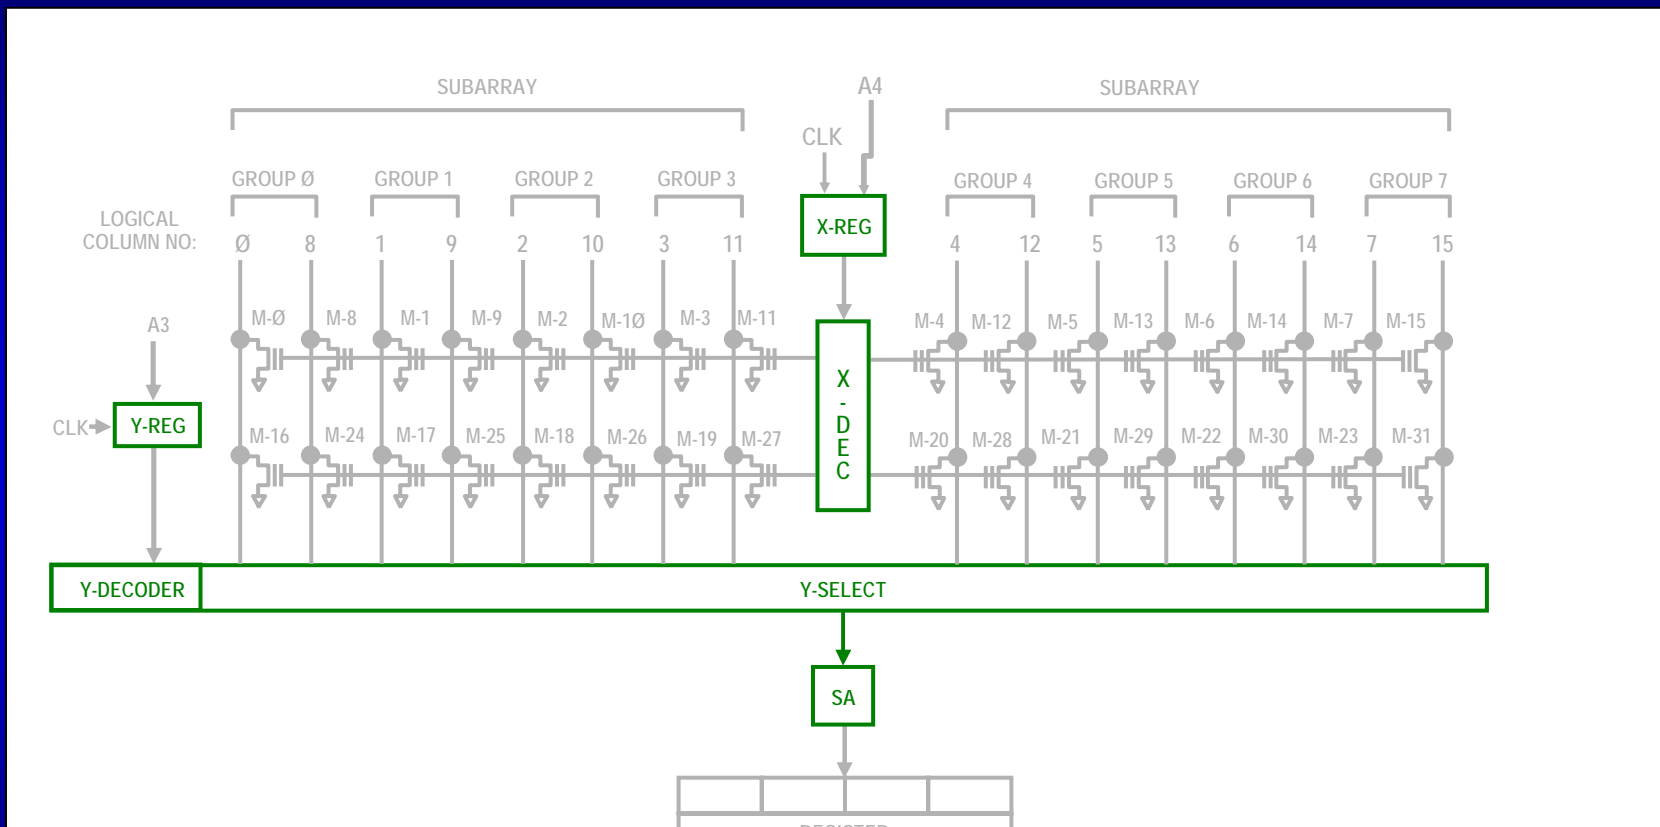 SUBARRAY A4 SUBARRAY
CLK
GROUP Ø GROUP 1 GROUP 2 GROUP 3 GROUP 4 GROUP 5 GROUP 6 GROUP 7
LOGICAL
COLUMN NO: Ø 8 1 9 2 10 3 11 X-REG 4 12 5 13 6 14 7 15
A3 M-Ø M-8 M-1 M-9 M-2 M-1Ø M-3 M-11 M-4 M-12 M-5 M-13 M-6 M-14 M-7 M-15
X
-
D
E
C
CLK Y-REG M-16 M-24 M-17 M-25 M-18 M-26 M-19 M-27 M-20 M-28 M-21 M-29 M-22 M-30 M-23 M-31
Y-DECODER Y-SELECT
SA